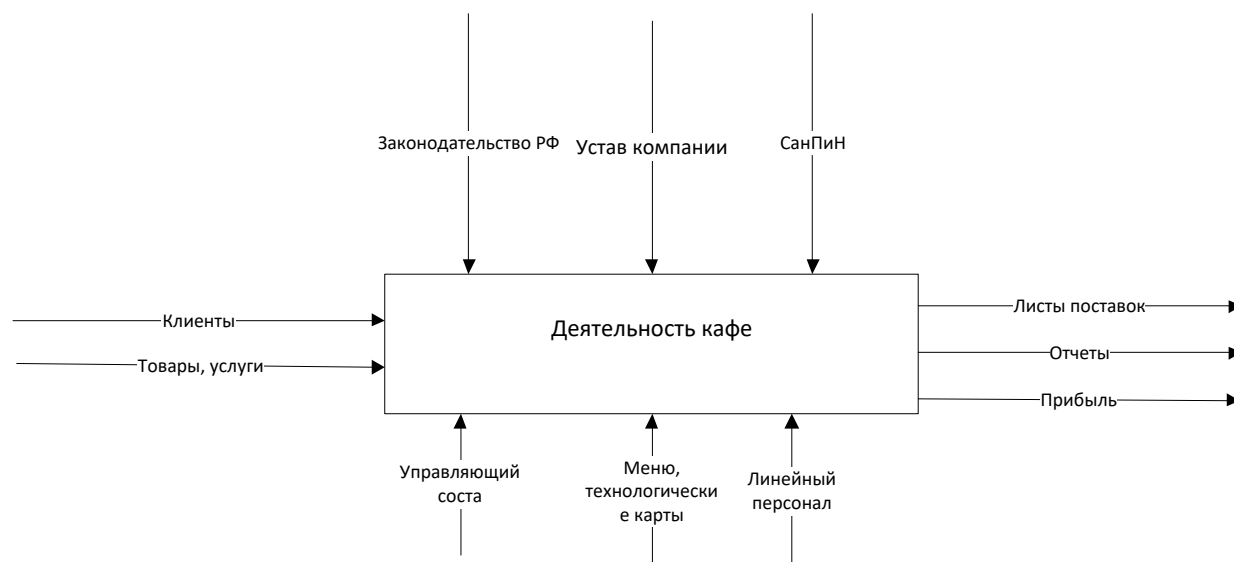 Законодательство РФ
Устав компании
СанПиН
Клиенты
Товары, услуги
Деятельность кафе
Листы поставок
Отчеты
Прибыль
Управляющий
соста
Меню,
технологически
е карты
Линейный
персонал